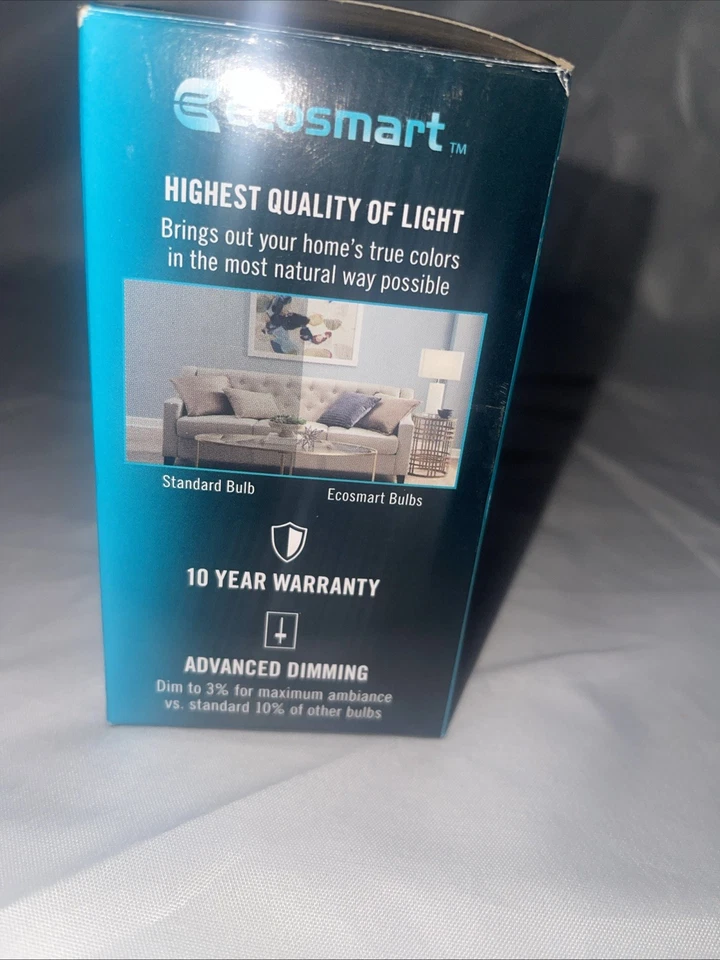 Ecosmart™
HIGHEST QUALITY OF LIGHT
Brings out your home's true colors
in the most natural way possible
Standard Bulb
Ecosmart Bulbs
10 YEAR WARRANTY
ADVANCED DIMMING
Dim to 3% for maximum ambiance
vs. standard 10% of other bulbs